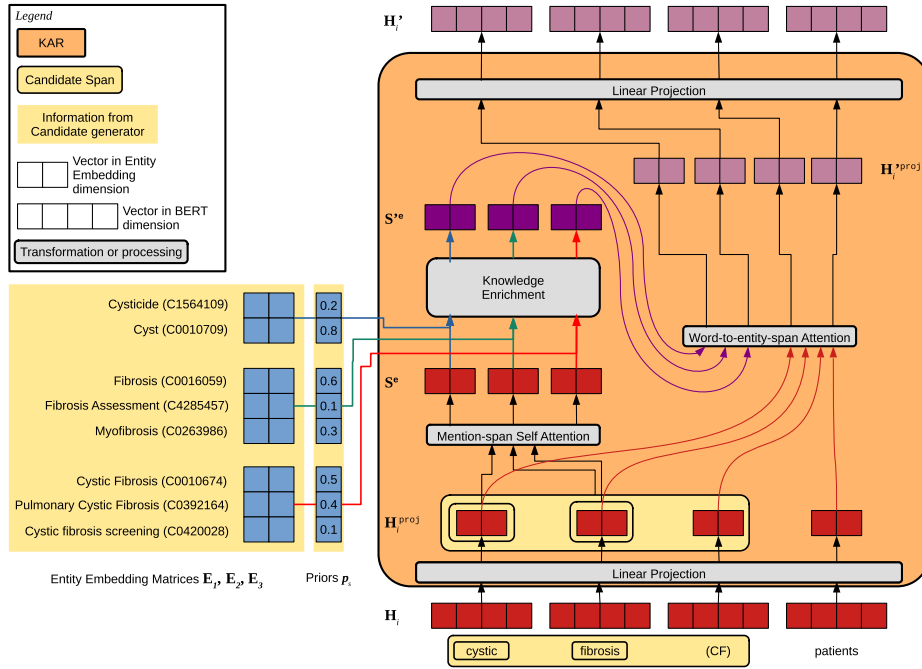 Legend
KAR
Candidate Span
Information from
Candidate generator
Vector in Entity
Embedding
dimension
Vector in BERT
dimension
Transformation or processing
Cysticide (C1564109)
0.2
Cyst (C0010709)
0.8
Fibrosis (C0016059)
0.6
Fibrosis Assessment (C4285457)
0.1
Myofibrosis (C0263986)
0.3
Cystic Fibrosis (C0010674)
0.5
Pulmonary Cystic Fibrosis (C0392164)
0.4
Cystic fibrosis screening (C0420028)
0.1
Entity Embedding Matrices E1, E2, E3
Priors ps
Hi’
Linear Projection
Hi’proj
S’e
Knowledge
Enrichment
Word-to-entity-span Attention
Se
Mention-span Self Attention
Hiproj
Linear Projection
Hi
cystic
fibrosis
(CF)
patients